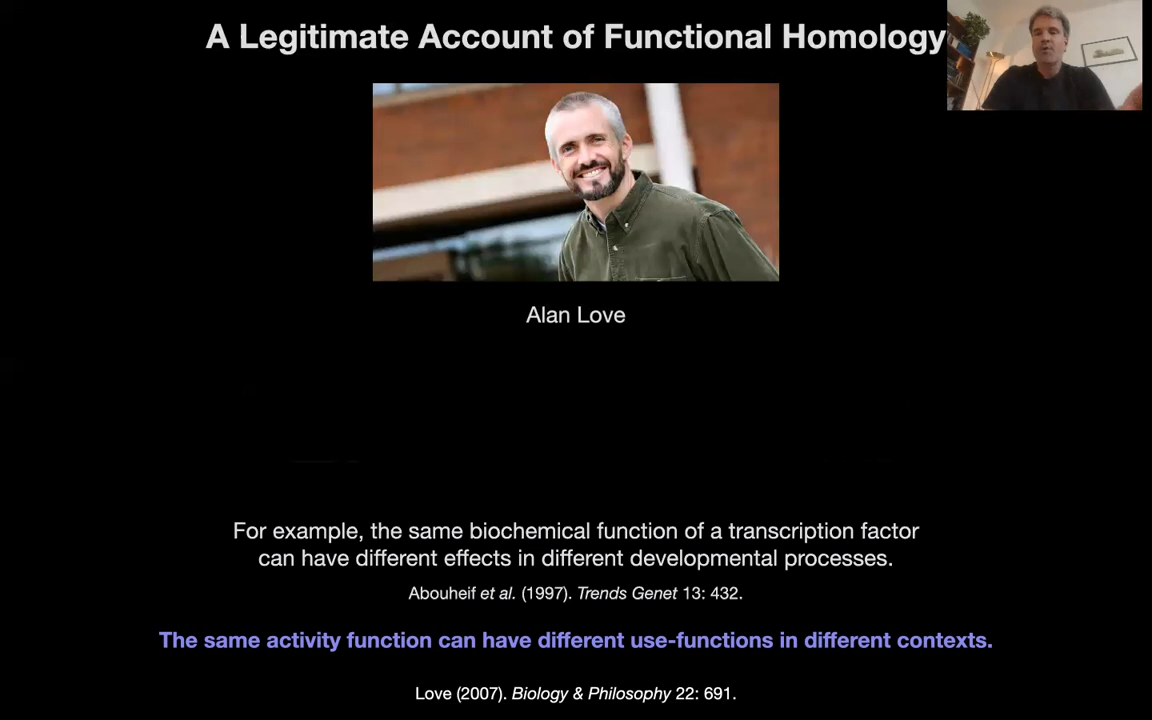 A Legitimate Account of Functional Homology
Alan Love
For example, the same biochemical function of a transcription factor
can have different effects in different developmental processes.
Abouheif et al. (1997). Trends Genet 13: 432.
The same activity function can have different use-functions in different contexts.
Love (2007). Biology & Philosophy 22: 691.